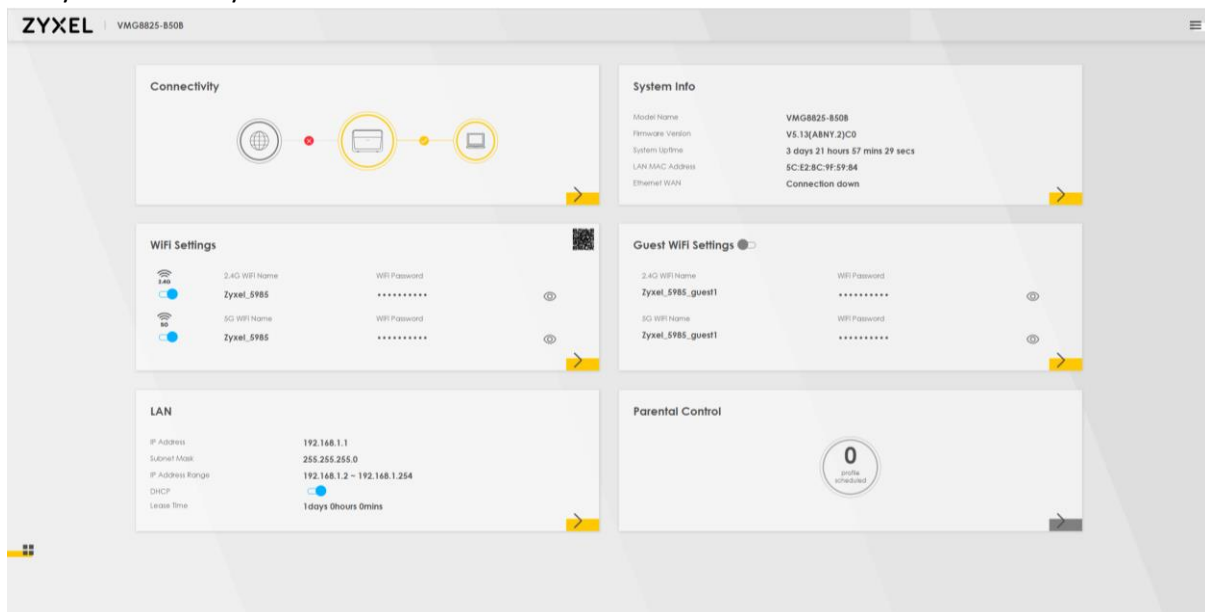 ZYXEL VMG8825-B50B
Connectivity
System Info
Model Name VMG8825-B50B
Firmware Version V5.13(ABNY.2)C0
System Uptime 3 days 21 hours 57 mins 29 secs
LAN MAC Address 5C:E2:8C:9F:59:84
Ethernet WAN Connection down
WiFi Settings
2.4G
2.4G WiFi Name WiFi Password
Zyxel_5985 ••••••••••
5G
5G WiFi Name WiFi Password
Zyxel_5985 ••••••••••
Guest WiFi Settings
2.4G WiFi Name WiFi Password
Zyxel_5985_guest1 ••••••••••
5G WiFi Name WiFi Password
Zyxel_5985_guest1 ••••••••••
LAN
IP Address 192.168.1.1
Subnet Mask 255.255.255.0
IP Address Range 192.168.1.2 ~ 192.168.1.254
DHCP
Lease Time 1days 0hours 0mins
Parental Control
0
profile
scheduled